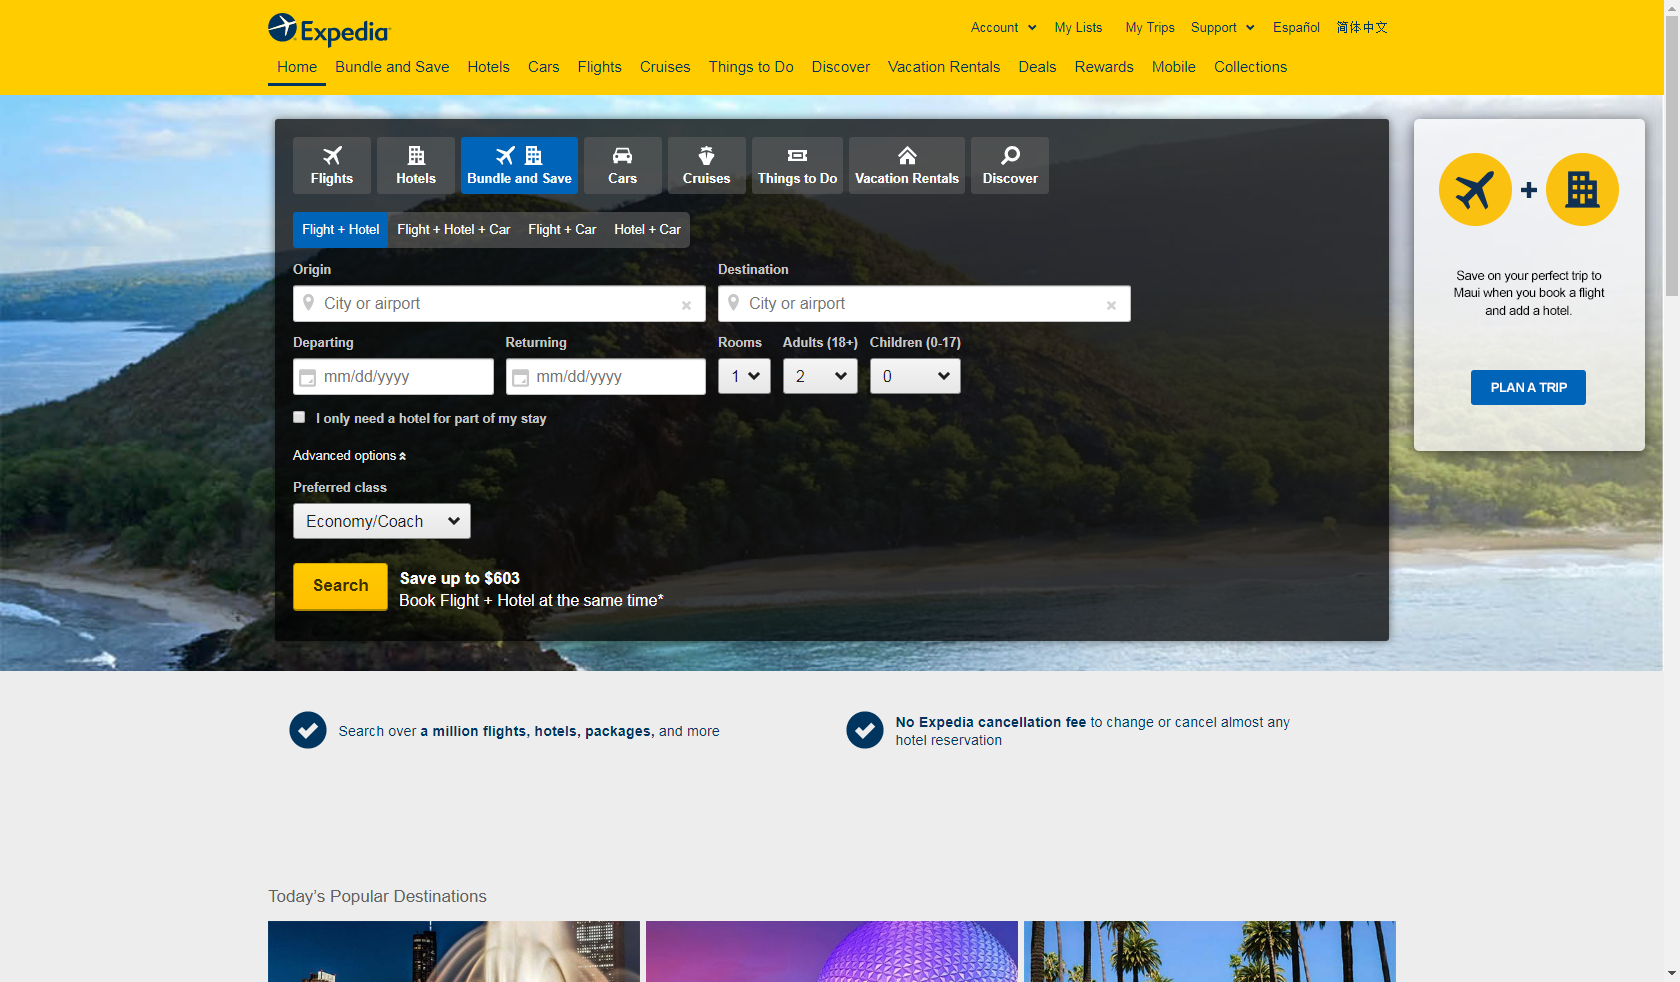 Expedia
Account
My Lists
My Trips
Support
Español
简体中文
Home
Bundle and Save
Hotels
Cars
Flights
Cruises
Things to Do
Discover
Vacation Rentals
Deals
Rewards
Mobile
Collections
Flights
Hotels
Bundle and Save
Cars
Cruises
Things to Do
Vacation Rentals
Discover
Flight + Hotel
Flight + Hotel + Car
Flight + Car
Hotel + Car
Origin
Destination
City or airport
City or airport
Departing
Returning
Rooms
Adults (18+)
Children (0-17)
mm/dd/yyyy
mm/dd/yyyy
1
2
0
I only need a hotel for part of my stay
Advanced options
Preferred class
Economy/Coach
Search
Save up to $603
Book Flight + Hotel at the same time*
Save on your perfect trip to
Maui when you book a flight
and add a hotel.
PLAN A TRIP
Search over a million flights, hotels, packages, and more
No Expedia cancellation fee to change or cancel almost any
hotel reservation
Today's Popular Destinations